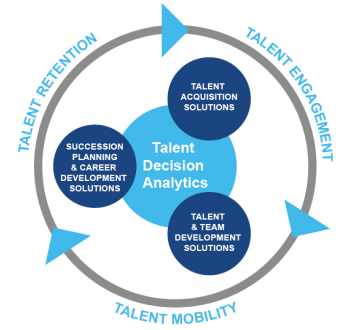 TALENT RETENTION
TALENT ENGAGEMENT
TALENT
ACQUISITION
SOLUTIONS
SUCCESSION
PLANNING
& CAREER
DEVELOPMENT
SOLUTIONS
Talent
Decision
Analytics
TALENT
& TEAM
DEVELOPMENT
SOLUTIONS
TALENT MOBILITY